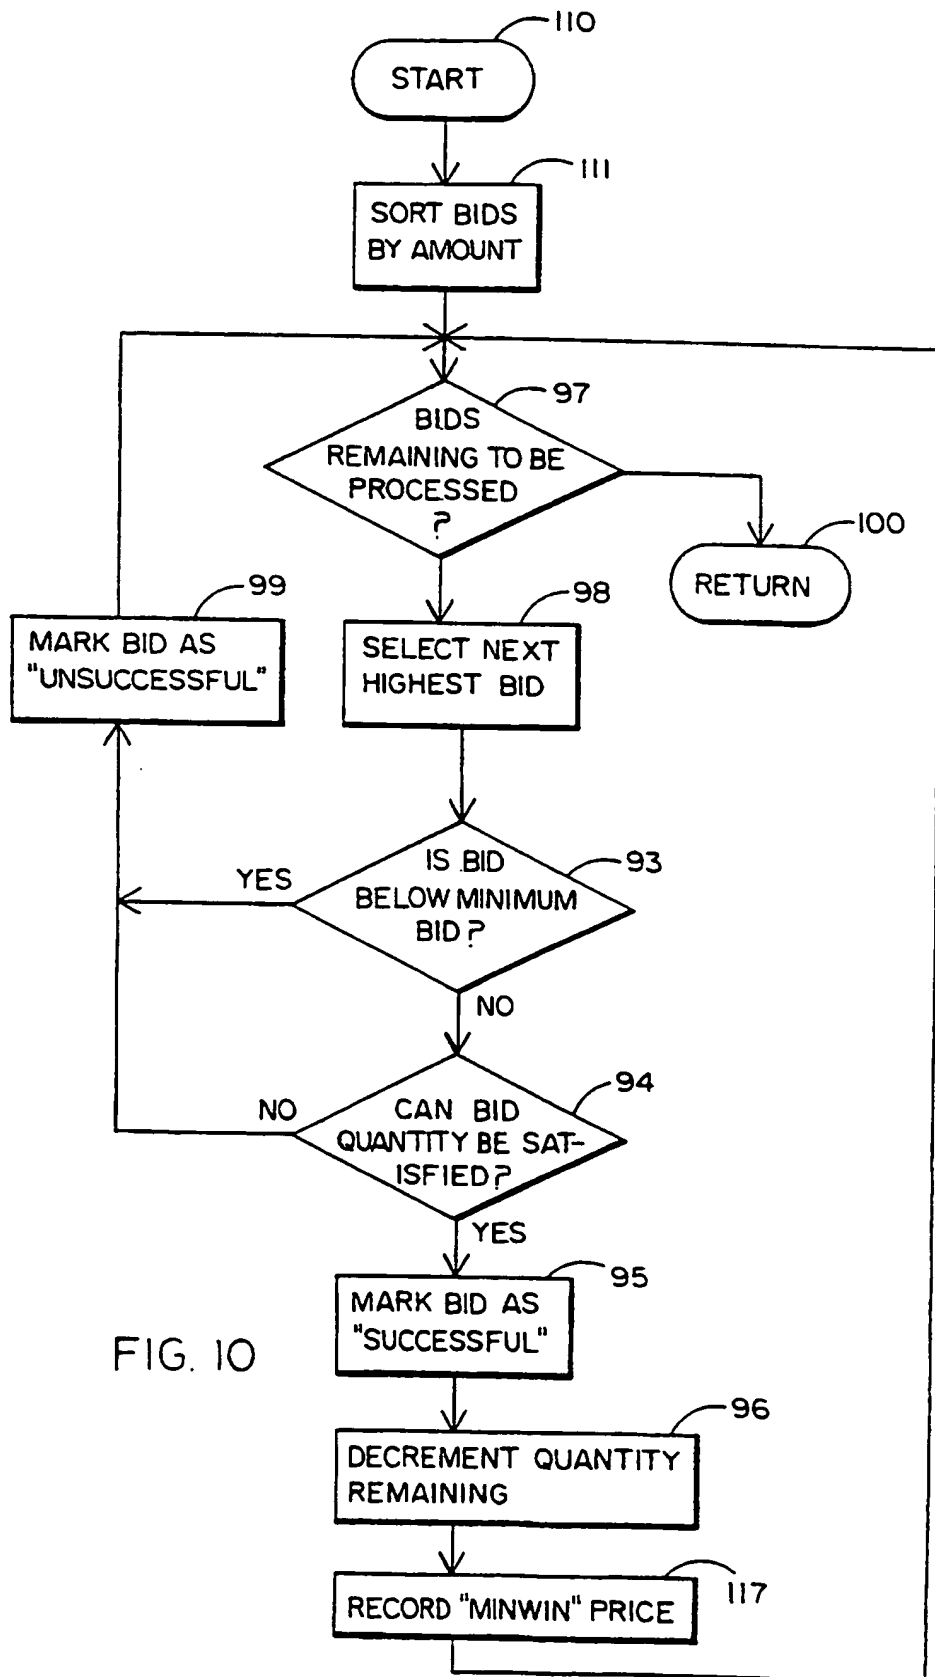 110
START
111
SORT BIDS
BY AMOUNT
97
BIDS
REMAINING TO BE
PROCESSED
?
100
RETURN
99
MARK BID AS
"UNSUCCESSFUL"
98
SELECT NEXT
HIGHEST BID
93
IS BID
BELOW MINIMUM
BID?
YES
NO
94
CAN BID
QUANTITY BE SAT-
ISFIED?
NO
YES
95
MARK BID AS
"SUCCESSFUL"
FIG. 10
96
DECREMENT QUANTITY
REMAINING
117
RECORD "MINWIN" PRICE